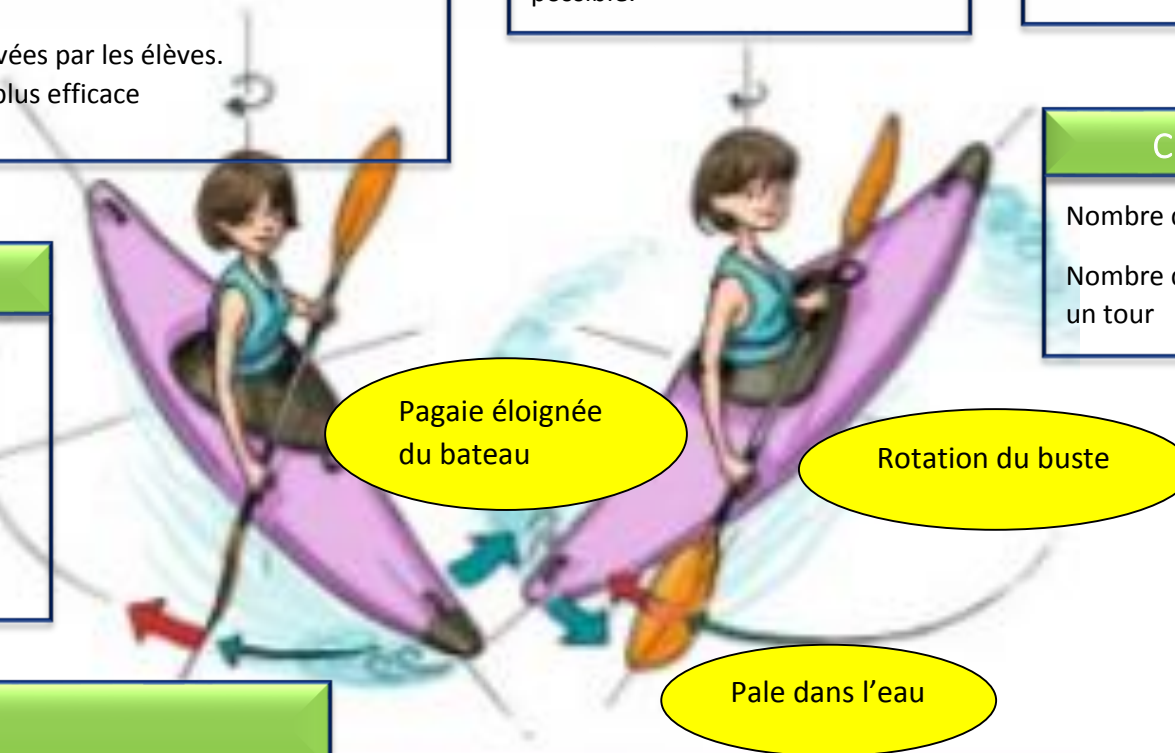 possible.
vées par les élèves.
plus efficace
C
Nombre d
Nombre d
un tour
Pagaie éloignée
du bateau
Rotation du buste
Pale dans l'eau